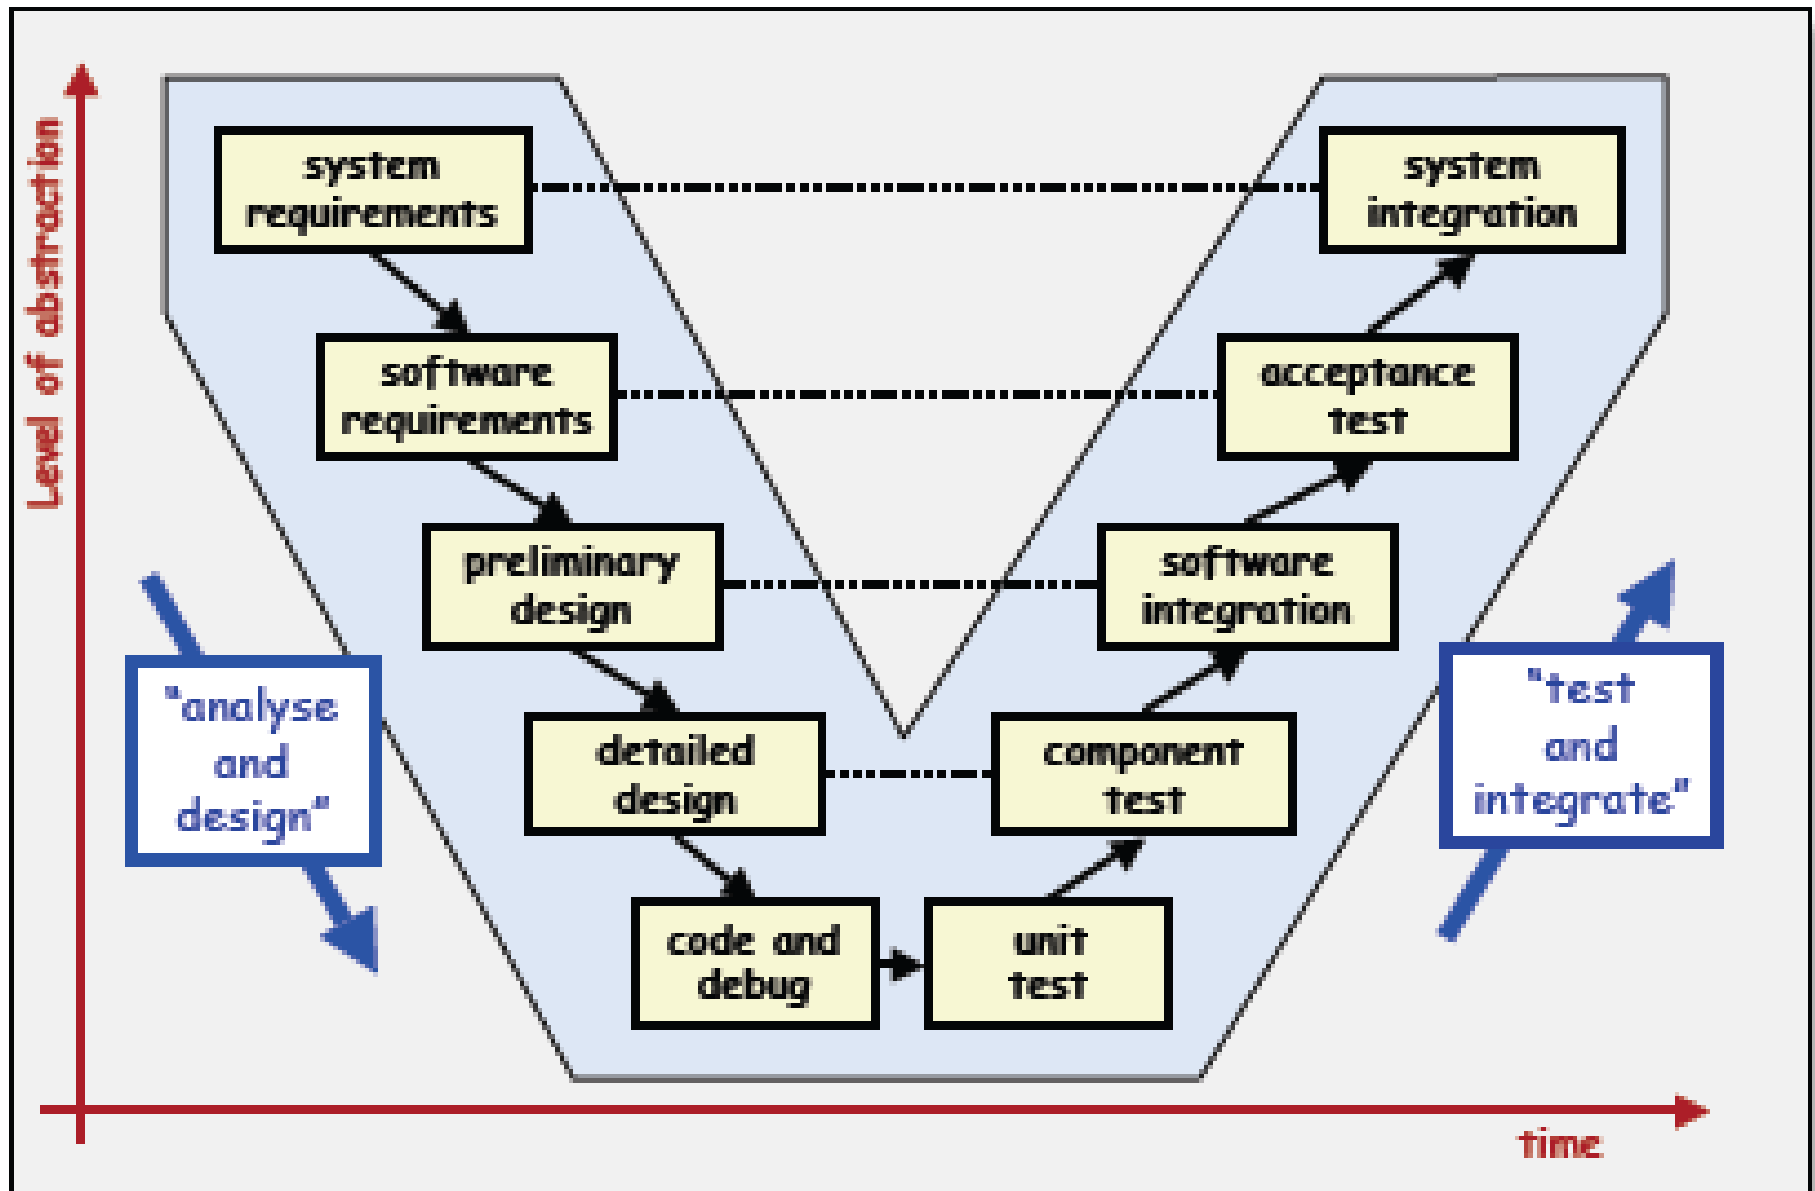 Level of abstraction
system
requirements
system
integration
software
requirements
acceptance
test
preliminary
design
software
integration
"analyse
and
design"
"test
and
integrate"
detailed
design
component
test
code and
debug
unit
test
time